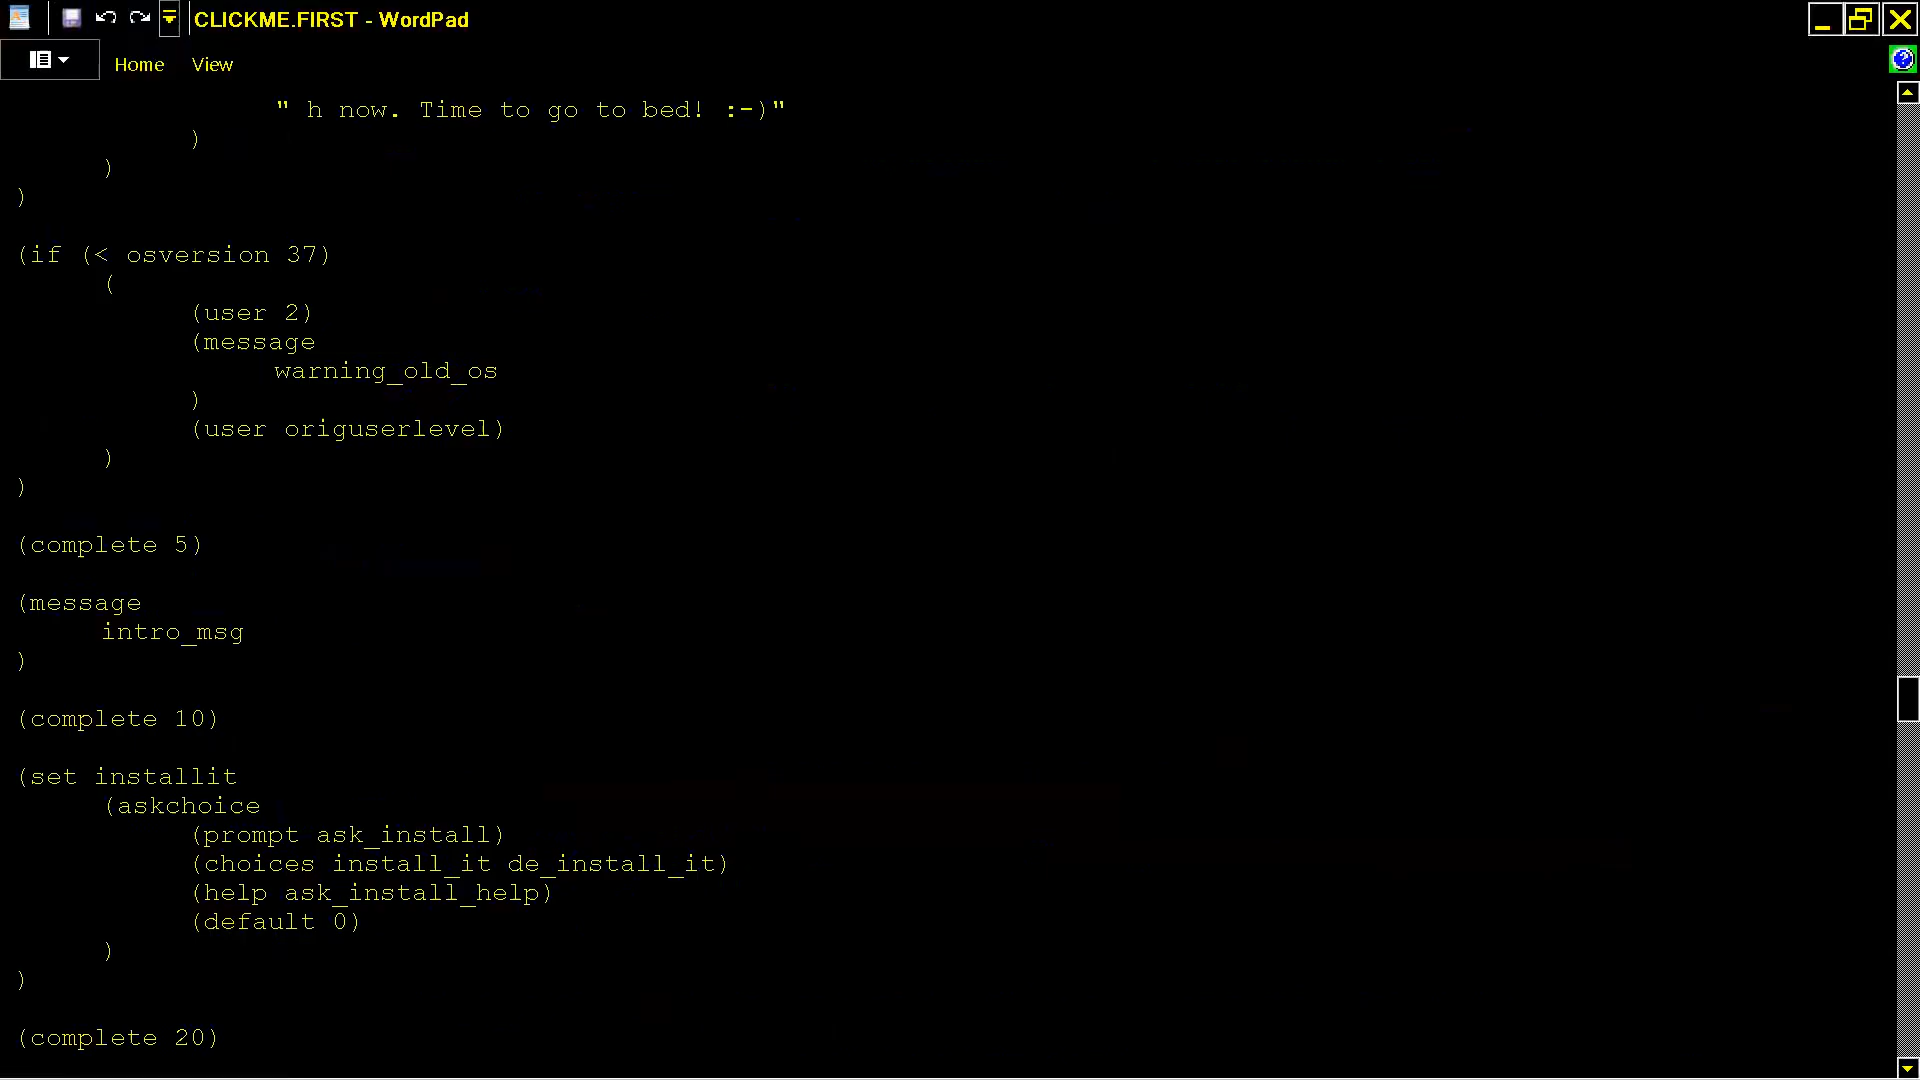 CLICKME.FIRST - WordPad
Home View
" h now. Time to go to bed! :-)"
)
)
)
(if (< osversion 37)
(
(user 2)
(message
warning_old_os
)
(user origuserlevel)
)
)
(complete 5)
(message
intro_msg
)
(complete 10)
(set installit
(askchoice
(prompt ask_install)
(choices install_it de_install_it)
(help ask_install_help)
(default 0)
)
)
(complete 20)